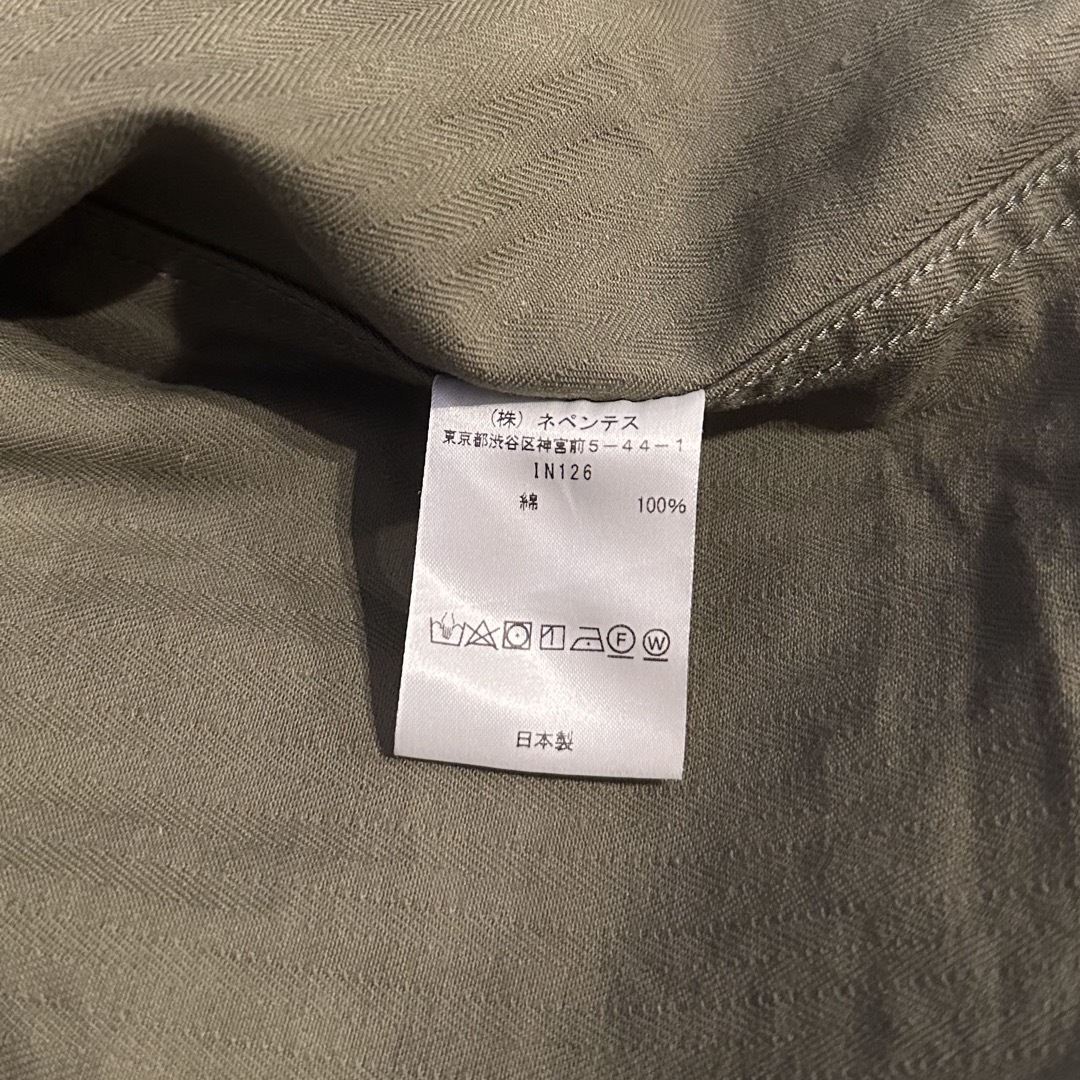 (株) ネペンテス
東京都渋谷区神宮前5-44-1
IN126
綿 100%
F W
日本製